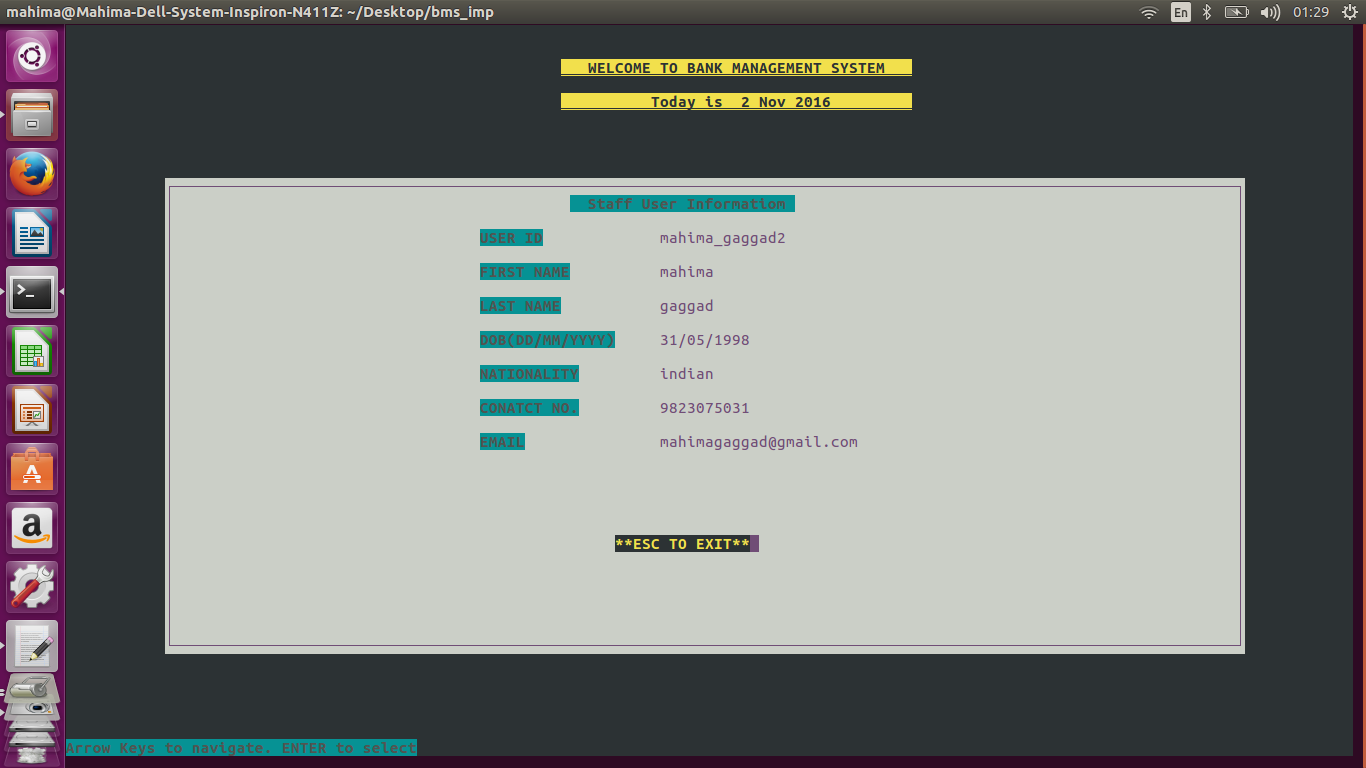 mahima@Mahima-Dell-System-Inspiron-N411Z: ~/Desktop/bms_imp En 01:29
WELCOME TO BANK MANAGEMENT SYSTEM
Today is 2 Nov 2016
Staff User Information
USER ID mahima_gaggad2
FIRST NAME mahima
LAST NAME gaggad
DOB(DD/MM/YYYY) 31/05/1998
NATIONALITY indian
CONATCT NO. 9823075031
EMAIL mahimagaggad@gmail.com
**ESC TO EXIT**
Arrow Keys to navigate. ENTER to select